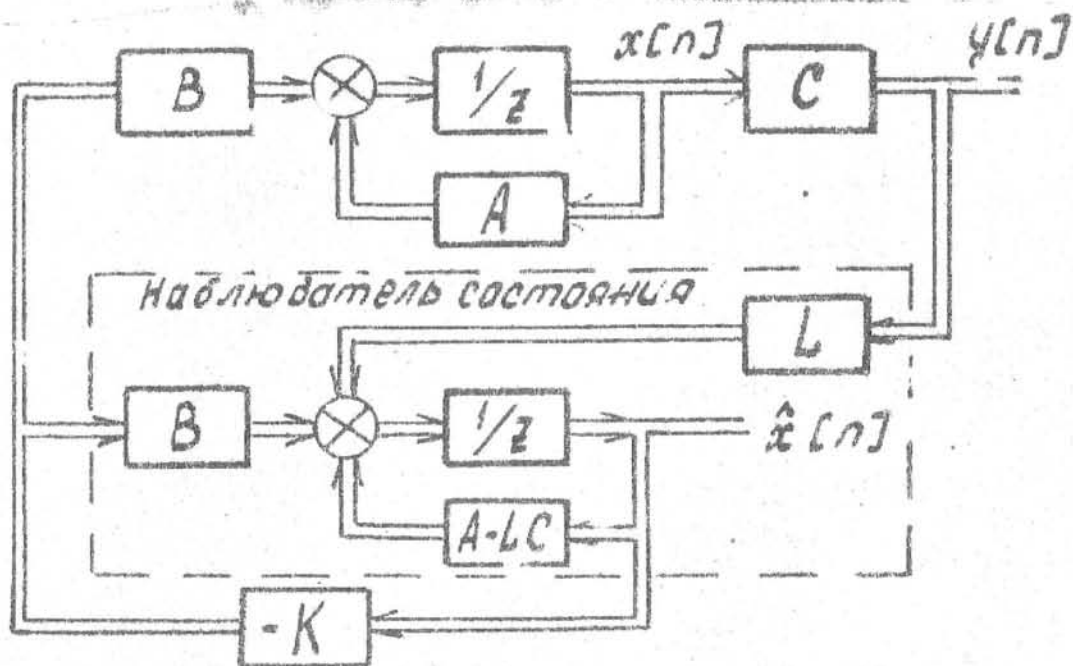 x[n]
y[n]
B
1/z
C
A
Наблюдатель состояния
L
B
1/z
x̂[n]
A-LC
-K